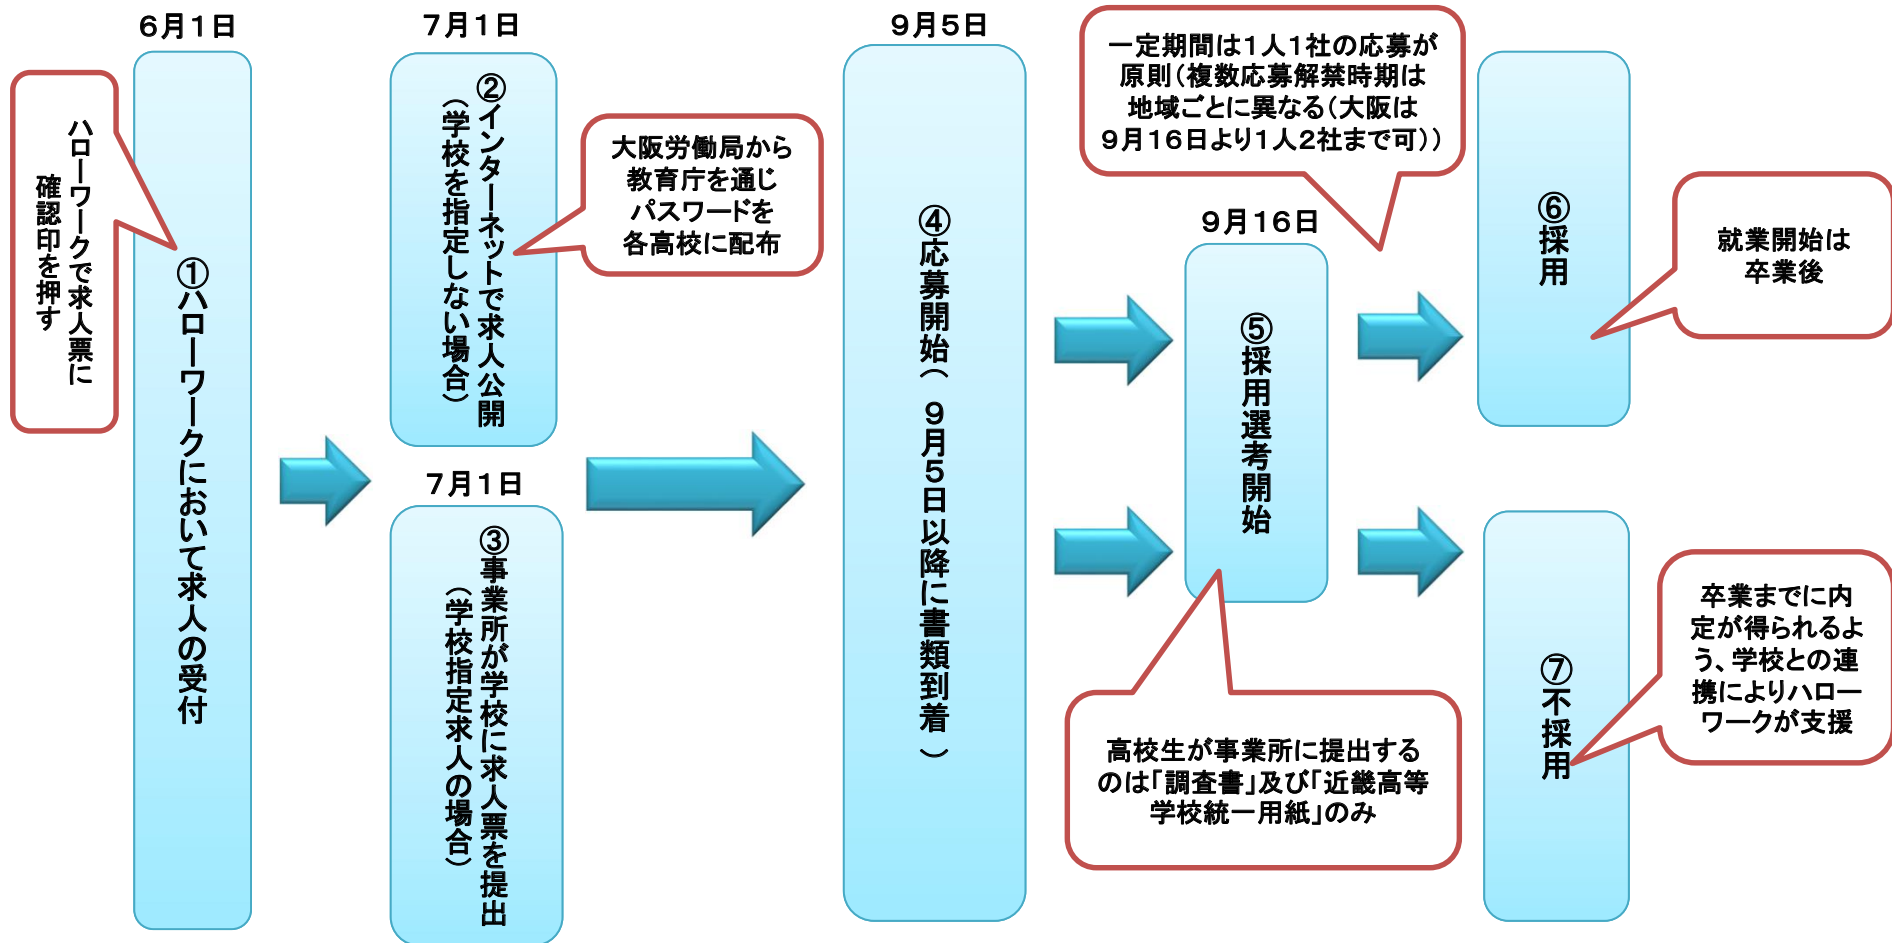 6月1日
ハローワークで求人票に
確認印を押す
①ハローワークにおいて求人の受付
7月1日
②インターネットで求人公開
（学校を指定しない場合）
大阪労働局から
教育庁を通じ
パスワードを
各高校に配布
7月1日
③事業所が学校に求人票を提出
（学校指定求人の場合）
9月5日
④応募開始（９月５日以降に書類到着）
一定期間は１人１社の応募が
原則（複数応募解禁時期は
地域ごとに異なる（大阪は
９月１６日より１人２社まで可））
９月１６日
⑤採用選考開始
高校生が事業所に提出する
のは「調査書」及び「近畿高等
学校統一用紙」のみ
⑥採用
就業開始は
卒業後
⑦不採用
卒業までに内
定が得られるよ
う、学校との連
携によりハロー
ワークが支援